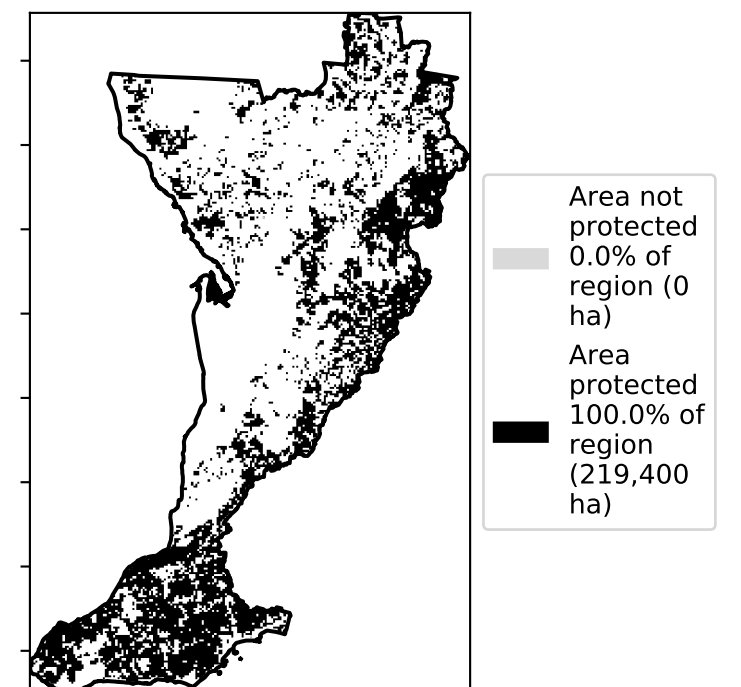 Area not
protected
0.0% of
region (0
ha)
Area
protected
100.0% of
region
(219,400
ha)